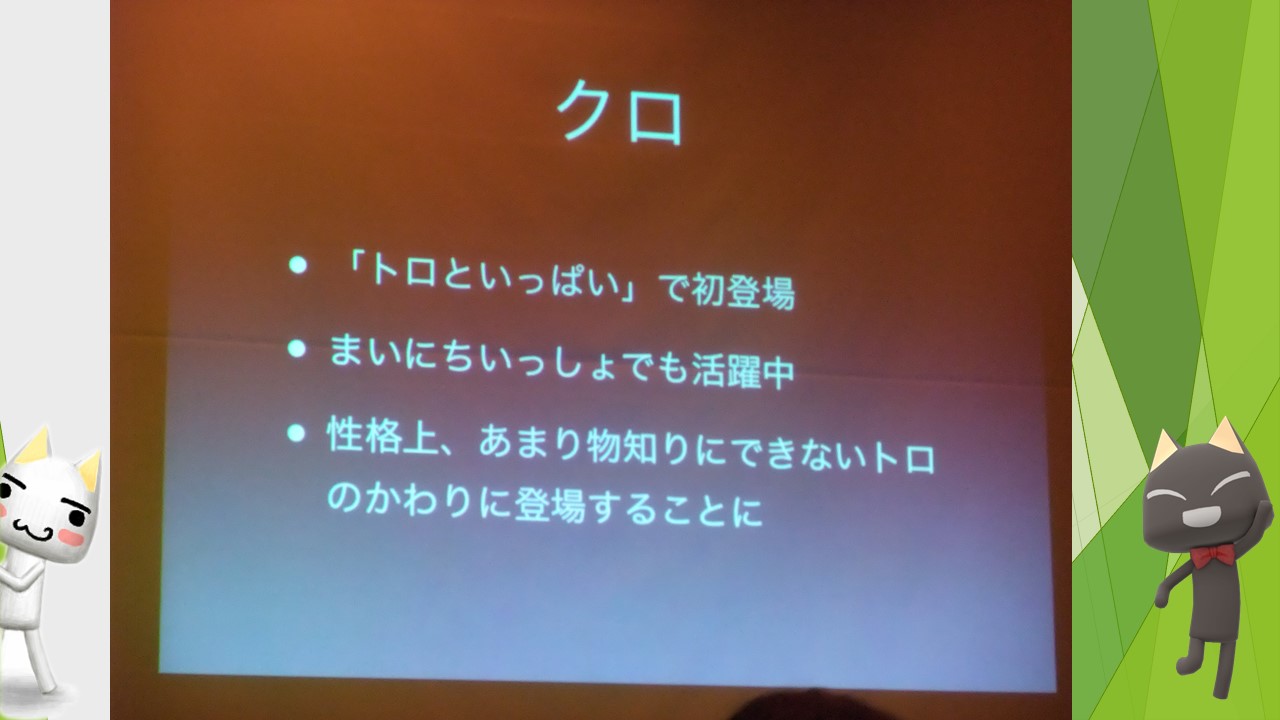 クロ
● 「トロといっぱい」で初登場
● まいにちいっしょでも活躍中
● 性格上、あまり物知りにできないトロ
のかわりに登場することに